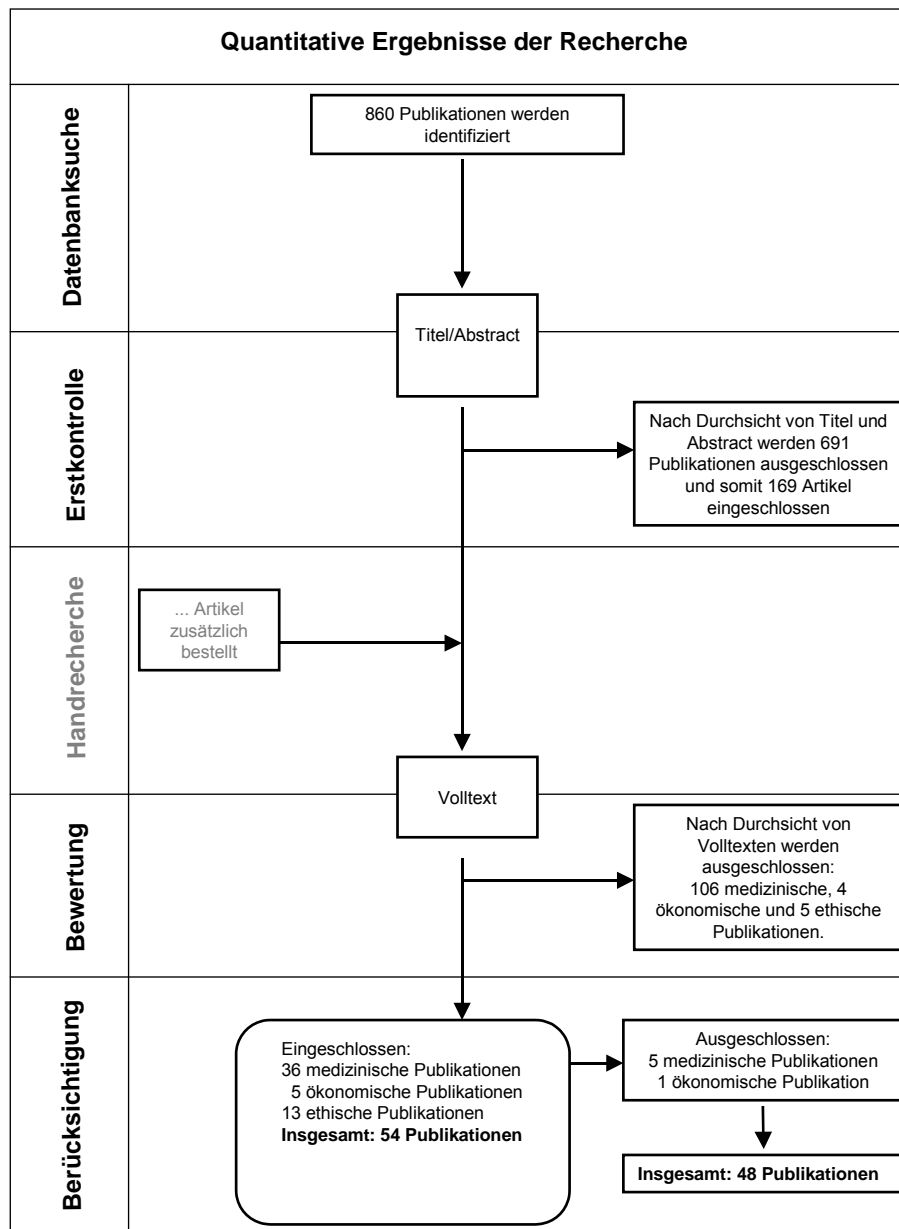 Quantitative Ergebnisse der Recherche
Datenbanksuche
860 Publikationen werden
identifiziert
Titel/Abstract
Erstkontrolle
Nach Durchsicht von Titel und
Abstract werden 691
Publikationen ausgeschlossen
und somit 169 Artikel
eingeschlossen
Handrecherche
... Artikel
zusätzlich
bestellt
Volltext
Bewertung
Nach Durchsicht von
Volltexten werden
ausgeschlossen:
106 medizinische, 4
ökonomische und 5 ethische
Publikationen.
Berücksichtigung
Eingeschlossen:
36 medizinische Publikationen
5 ökonomische Publikationen
13 ethische Publikationen
Insgesamt: 54 Publikationen
Ausgeschlossen:
5 medizinische Publikationen
1 ökonomische Publikation
Insgesamt: 48 Publikationen